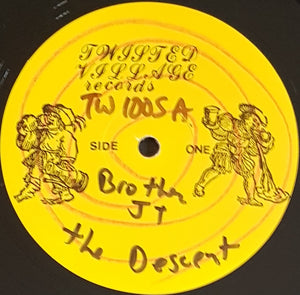 TWISTED
VILLAGE
records
TW 1005 A
SIDE
ONE
Brother
JT
the Descent